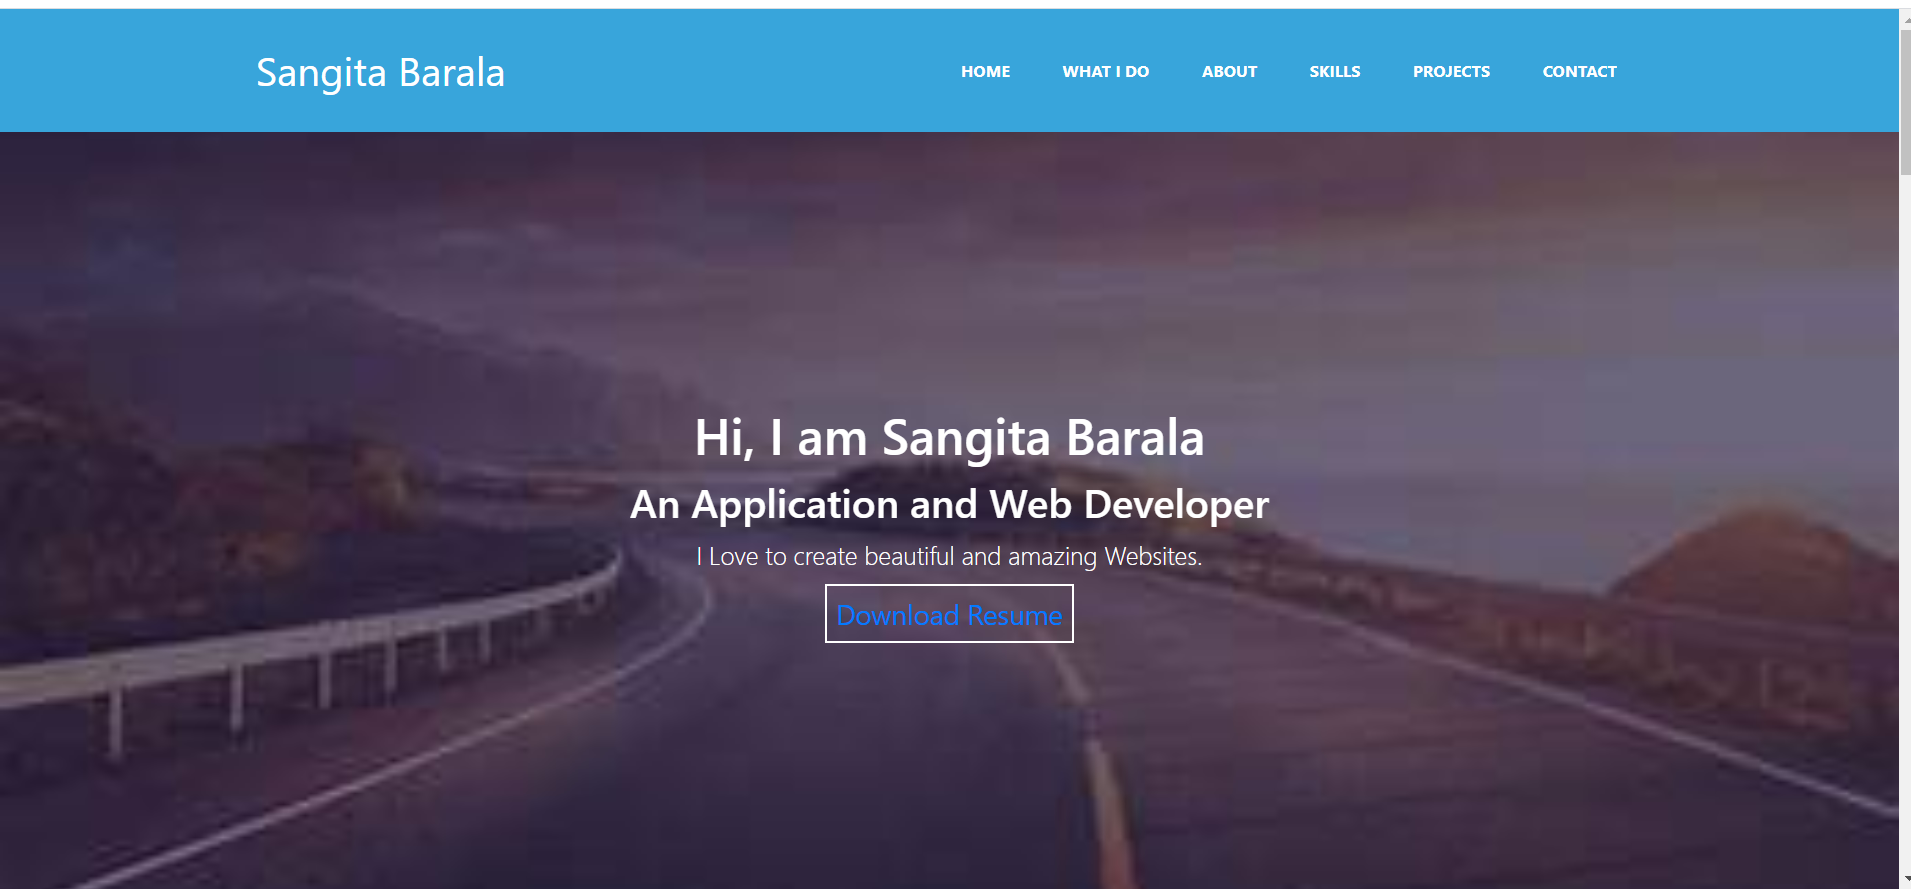 Sangita Barala
HOME WHAT I DO ABOUT SKILLS PROJECTS CONTACT
Hi, I am Sangita Barala
An Application and Web Developer
I Love to create beautiful and amazing Websites.
Download Resume